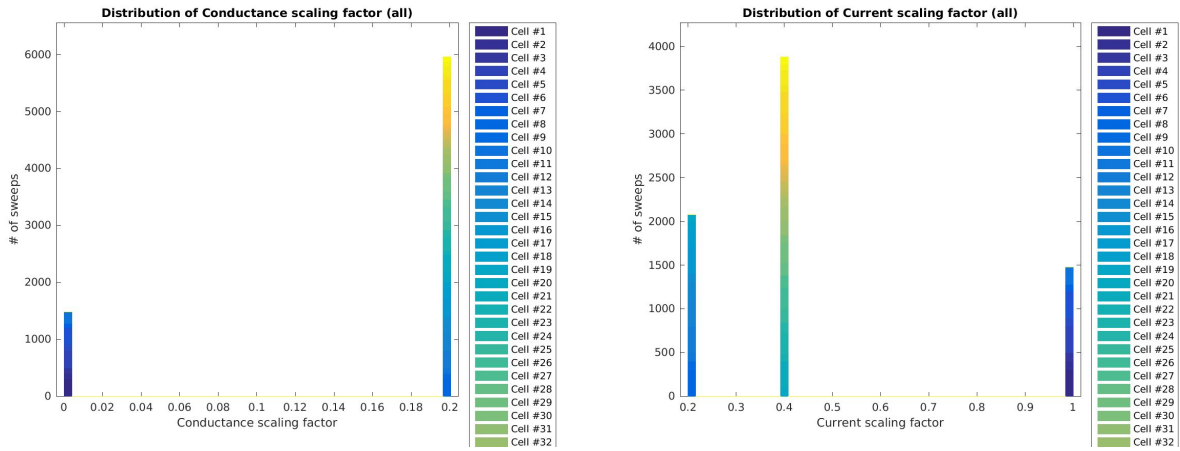 Distribution of Conductance scaling factor (all)
# of sweeps
6000
5000
4000
3000
2000
1000
0
0 0.02 0.04 0.06 0.08 0.1 0.12 0.14 0.16 0.18 0.2
Conductance scaling factor
Cell #1
Cell #2
Cell #3
Cell #4
Cell #5
Cell #6
Cell #7
Cell #8
Cell #9
Cell #10
Cell #11
Cell #12
Cell #13
Cell #14
Cell #15
Cell #16
Cell #17
Cell #18
Cell #19
Cell #20
Cell #21
Cell #22
Cell #23
Cell #24
Cell #25
Cell #26
Cell #27
Cell #28
Cell #29
Cell #30
Cell #31
Cell #32
Distribution of Current scaling factor (all)
# of sweeps
4000
3500
3000
2500
2000
1500
1000
500
0
0.2 0.3 0.4 0.5 0.6 0.7 0.8 0.9 1
Current scaling factor
Cell #1
Cell #2
Cell #3
Cell #4
Cell #5
Cell #6
Cell #7
Cell #8
Cell #9
Cell #10
Cell #11
Cell #12
Cell #13
Cell #14
Cell #15
Cell #16
Cell #17
Cell #18
Cell #19
Cell #20
Cell #21
Cell #22
Cell #23
Cell #24
Cell #25
Cell #26
Cell #27
Cell #28
Cell #29
Cell #30
Cell #31
Cell #32